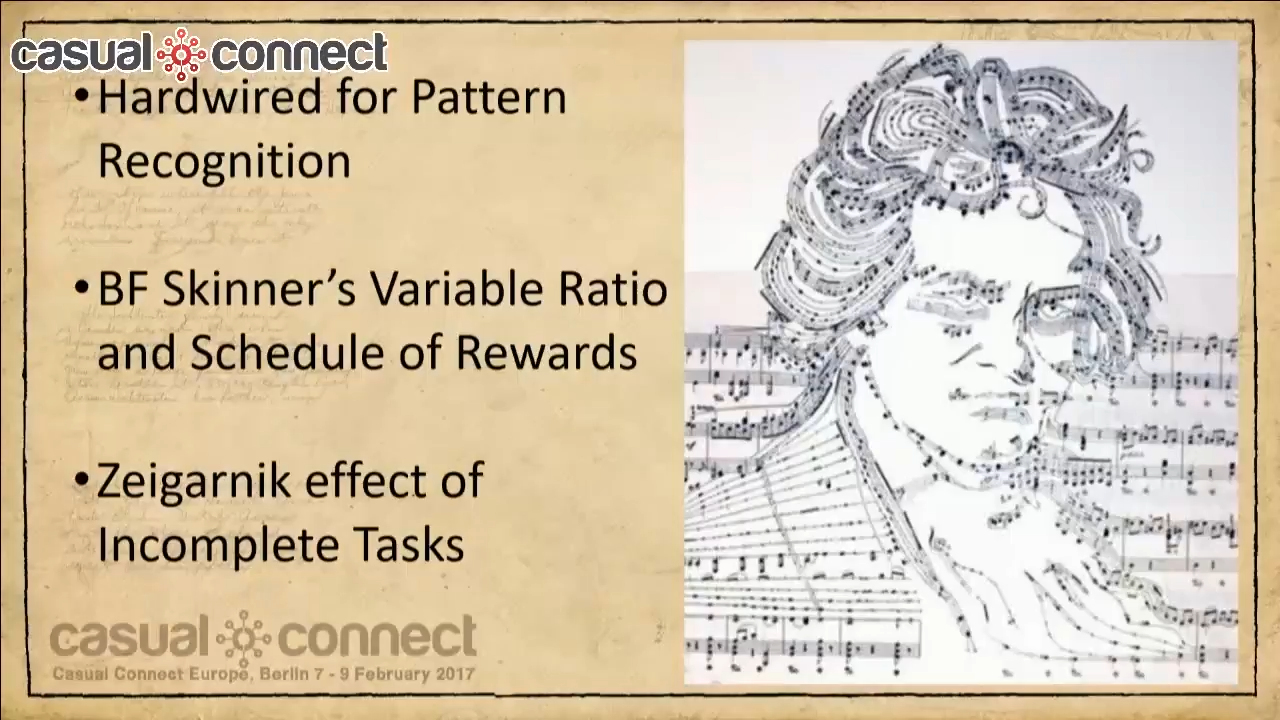 casual connect
•Hardwired for Pattern
Recognition
•BF Skinner’s Variable Ratio
and Schedule of Rewards
•Zeigarnik effect of
Incomplete Tasks
casual connect
Casual Connect Europe, Berlin 7 - 9 February 2017